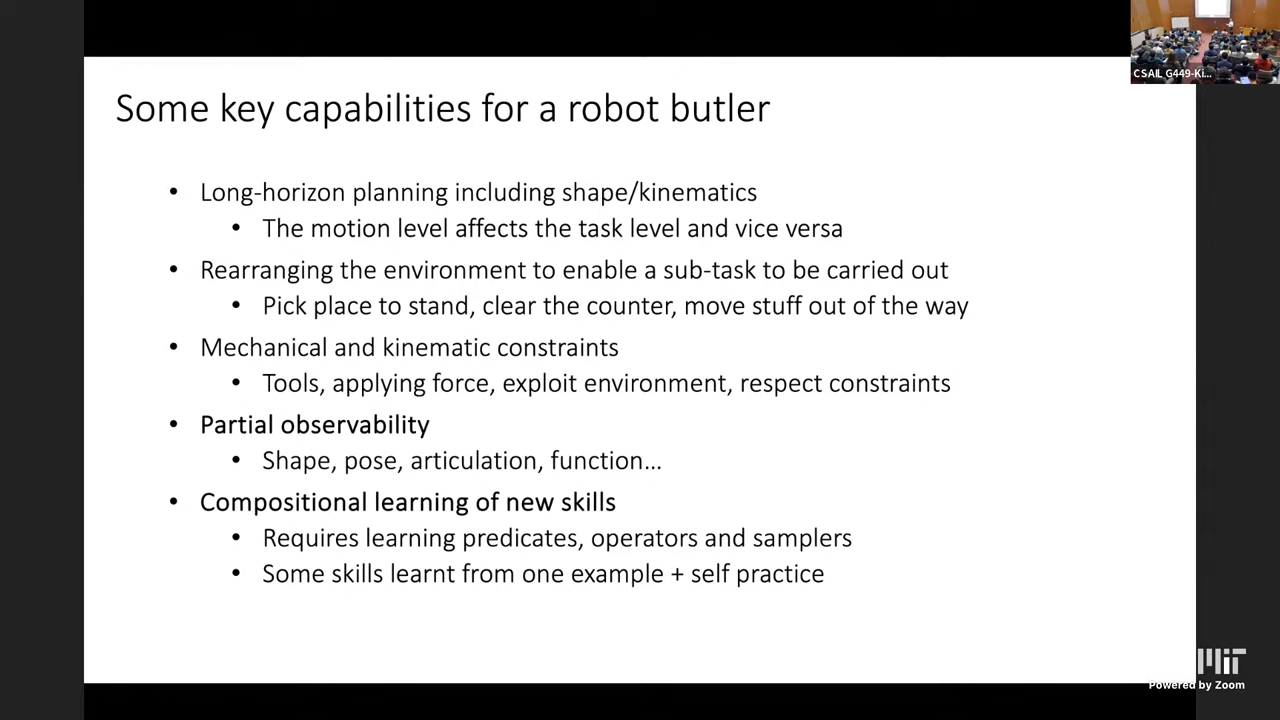 CSAIL G449-Ki...
Some key capabilities for a robot butler
• Long-horizon planning including shape/kinematics
• The motion level affects the task level and vice versa
• Rearranging the environment to enable a sub-task to be carried out
• Pick place to stand, clear the counter, move stuff out of the way
• Mechanical and kinematic constraints
• Tools, applying force, exploit environment, respect constraints
• Partial observability
• Shape, pose, articulation, function...
• Compositional learning of new skills
• Requires learning predicates, operators and samplers
• Some skills learnt from one example + self practice
MIT
Powered by Zoom